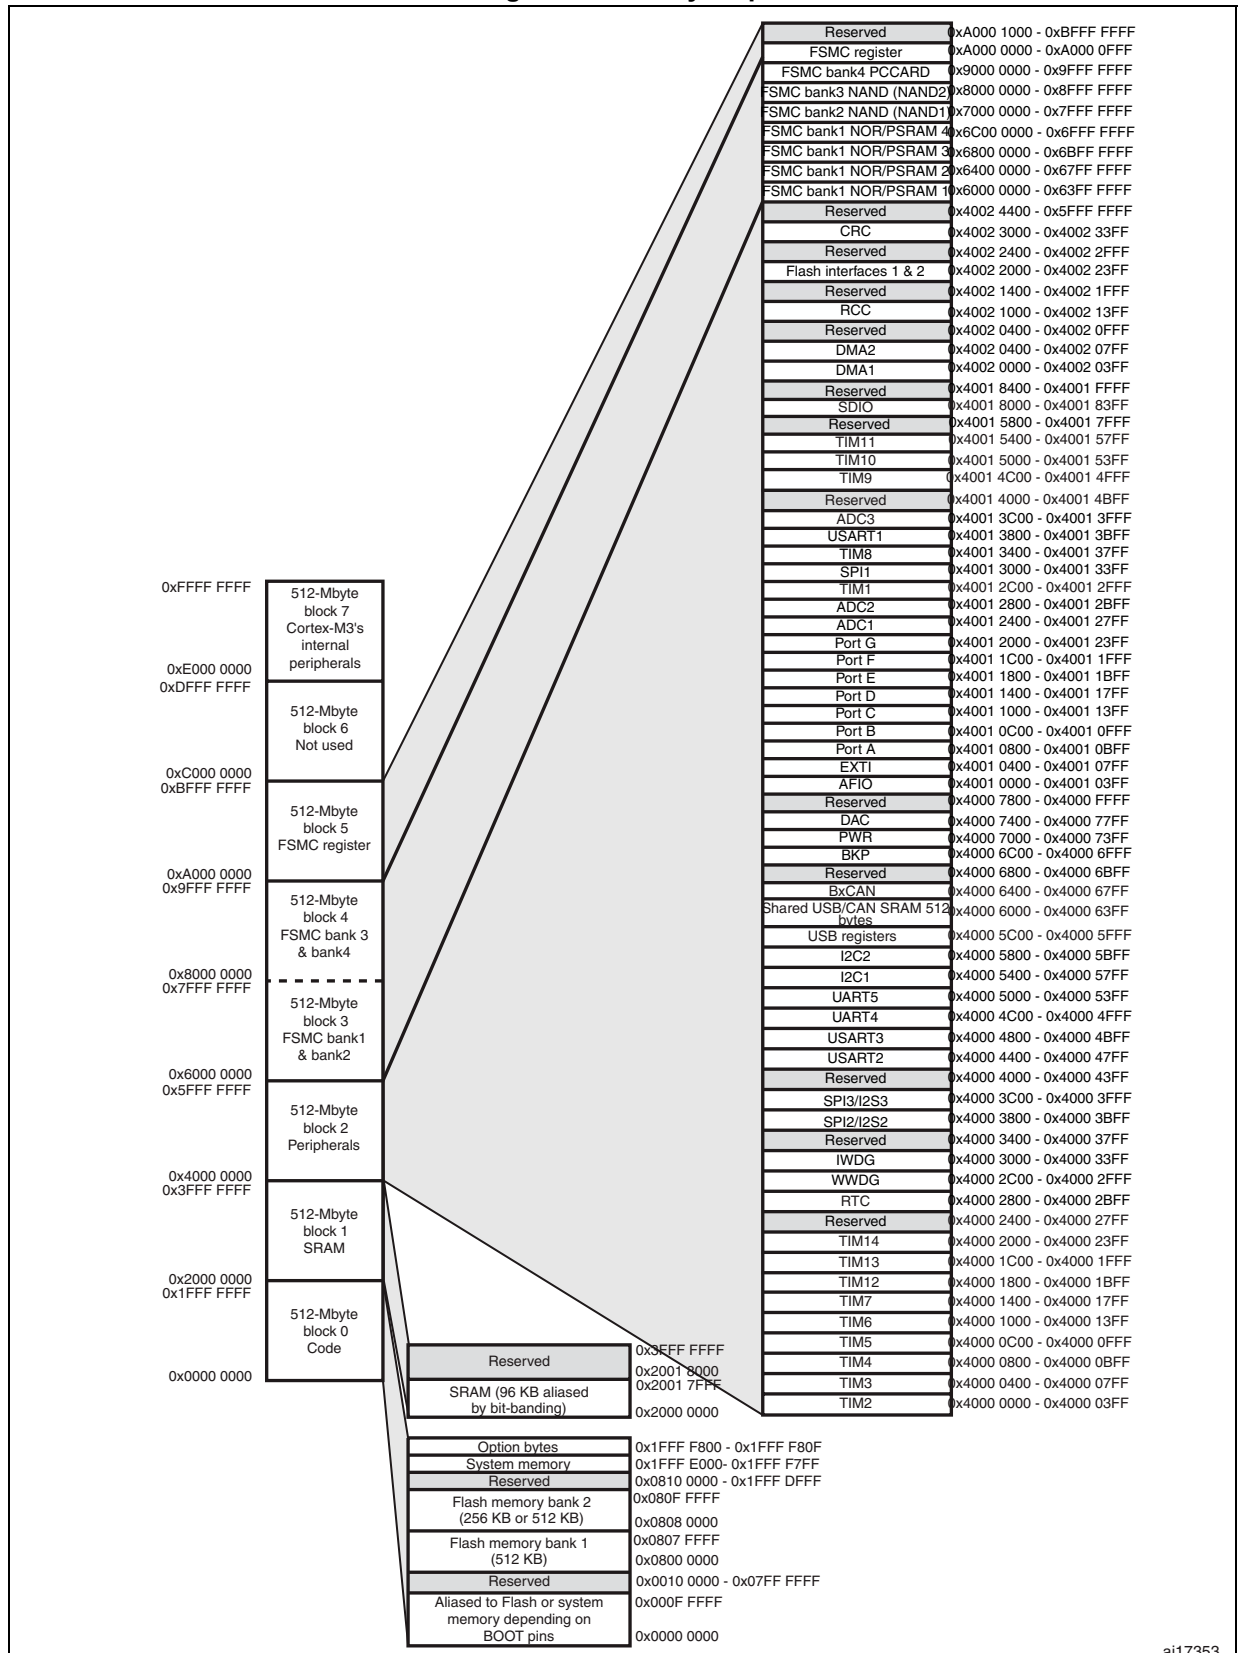 Reserved 0xA000 1000 - 0xBFFF FFFF
FSMC register 0xA000 0000 - 0xA000 0FFF
FSMC bank4 PCCARD 0x9000 0000 - 0x9FFF FFFF
FSMC bank3 NAND (NAND2) 0x8000 0000 - 0x8FFF FFFF
FSMC bank2 NAND (NAND1) 0x7000 0000 - 0x7FFF FFFF
FSMC bank1 NOR/PSRAM 4 0x6C00 0000 - 0x6FFF FFFF
FSMC bank1 NOR/PSRAM 3 0x6800 0000 - 0x6BFF FFFF
FSMC bank1 NOR/PSRAM 2 0x6400 0000 - 0x67FF FFFF
FSMC bank1 NOR/PSRAM 1 0x6000 0000 - 0x63FF FFFF
Reserved 0x4002 4400 - 0x5FFF FFFF
CRC 0x4002 3000 - 0x4002 33FF
Reserved 0x4002 2400 - 0x4002 2FFF
Flash interfaces 1 & 2 0x4002 2000 - 0x4002 23FF
Reserved 0x4002 1400 - 0x4002 1FFF
RCC 0x4002 1000 - 0x4002 13FF
Reserved 0x4002 0400 - 0x4002 0FFF
DMA2 0x4002 0400 - 0x4002 07FF
DMA1 0x4002 0000 - 0x4002 03FF
Reserved 0x4001 8400 - 0x4001 FFFF
SDIO 0x4001 8000 - 0x4001 83FF
Reserved 0x4001 5800 - 0x4001 7FFF
TIM11 0x4001 5400 - 0x4001 57FF
TIM10 0x4001 5000 - 0x4001 53FF
TIM9 0x4001 4C00 - 0x4001 4FFF
Reserved 0x4001 4000 - 0x4001 4BFF
ADC3 0x4001 3C00 - 0x4001 3FFF
USART1 0x4001 3800 - 0x4001 3BFF
TIM8 0x4001 3400 - 0x4001 37FF
SPI1 0x4001 3000 - 0x4001 33FF
TIM1 0x4001 2C00 - 0x4001 2FFF
ADC2 0x4001 2800 - 0x4001 2BFF
ADC1 0x4001 2400 - 0x4001 27FF
Port G 0x4001 2000 - 0x4001 23FF
Port F 0x4001 1C00 - 0x4001 1FFF
Port E 0x4001 1800 - 0x4001 1BFF
Port D 0x4001 1400 - 0x4001 17FF
Port C 0x4001 1000 - 0x4001 13FF
Port B 0x4001 0C00 - 0x4001 0FFF
Port A 0x4001 0800 - 0x4001 0BFF
EXTI 0x4001 0400 - 0x4001 07FF
AFIO 0x4001 0000 - 0x4001 03FF
Reserved 0x4000 7800 - 0x4000 FFFF
DAC 0x4000 7400 - 0x4000 77FF
PWR 0x4000 7000 - 0x4000 73FF
BKP 0x4000 6C00 - 0x4000 6FFF
Reserved 0x4000 6800 - 0x4000 6BFF
BxCAN 0x4000 6400 - 0x4000 67FF
Shared USB/CAN SRAM 512
bytes 0x4000 6000 - 0x4000 63FF
USB registers 0x4000 5C00 - 0x4000 5FFF
I2C2 0x4000 5800 - 0x4000 5BFF
I2C1 0x4000 5400 - 0x4000 57FF
UART5 0x4000 5000 - 0x4000 53FF
UART4 0x4000 4C00 - 0x4000 4FFF
USART3 0x4000 4800 - 0x4000 4BFF
USART2 0x4000 4400 - 0x4000 47FF
Reserved 0x4000 4000 - 0x4000 43FF
SPI3/I2S3 0x4000 3C00 - 0x4000 3FFF
SPI2/I2S2 0x4000 3800 - 0x4000 3BFF
Reserved 0x4000 3400 - 0x4000 37FF
IWDG 0x4000 3000 - 0x4000 33FF
WWDG 0x4000 2C00 - 0x4000 2FFF
RTC 0x4000 2800 - 0x4000 2BFF
Reserved 0x4000 2400 - 0x4000 27FF
TIM14 0x4000 2000 - 0x4000 23FF
TIM13 0x4000 1C00 - 0x4000 1FFF
TIM12 0x4000 1800 - 0x4000 1BFF
TIM7 0x4000 1400 - 0x4000 17FF
TIM6 0x4000 1000 - 0x4000 13FF
TIM5 0x4000 0C00 - 0x4000 0FFF
TIM4 0x4000 0800 - 0x4000 0BFF
TIM3 0x4000 0400 - 0x4000 07FF
TIM2 0x4000 0000 - 0x4000 03FF
0xFFFF FFFF
512-Mbyte
block 7
Cortex-M3's
internal
peripherals
0xE000 0000
0xDFFF FFFF
512-Mbyte
block 6
Not used
0xC000 0000
0xBFFF FFFF
512-Mbyte
block 5
FSMC register
0xA000 0000
0x9FFF FFFF
512-Mbyte
block 4
FSMC bank 3
& bank4
0x8000 0000
0x7FFF FFFF
512-Mbyte
block 3
FSMC bank1
& bank2
0x6000 0000
0x5FFF FFFF
512-Mbyte
block 2
Peripherals
0x4000 0000
0x3FFF FFFF
512-Mbyte
block 1
SRAM
0x2000 0000
0x1FFF FFFF
512-Mbyte
block 0
Code
0x0000 0000
0x3FFF FFFF
Reserved
0x2001 8000
0x2001 7FFF
SRAM (96 KB aliased
by bit-banding)
0x2000 0000
Option bytes 0x1FFF F800 - 0x1FFF F80F
System memory 0x1FFF E000- 0x1FFF F7FF
Reserved 0x0810 0000 - 0x1FFF DFFF
0x080F FFFF
Flash memory bank 2
(256 KB or 512 KB)
0x0808 0000
0x0807 FFFF
Flash memory bank 1
(512 KB)
0x0800 0000
Reserved 0x0010 0000 - 0x07FF FFFF
Aliased to Flash or system 0x000F FFFF
memory depending on
BOOT pins 0x0000 0000
ai17353